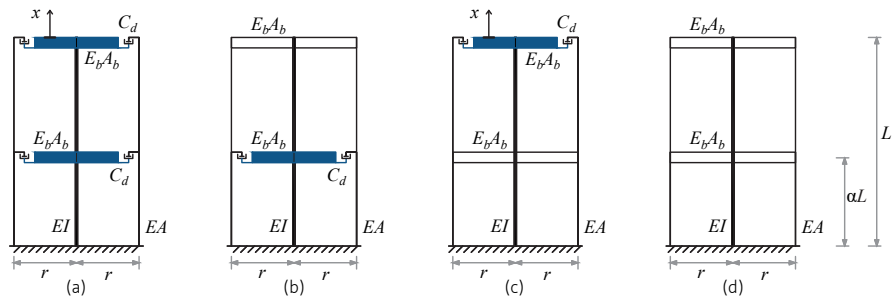 x C_d E_bA_b E_bA_b C_d EI EA r r (a)
E_bA_b E_bA_b C_d EI EA r r (b)
x C_d E_bA_b E_bA_b EI EA r r (c)
E_bA_b E_bA_b EI EA r r (d)
L
αL